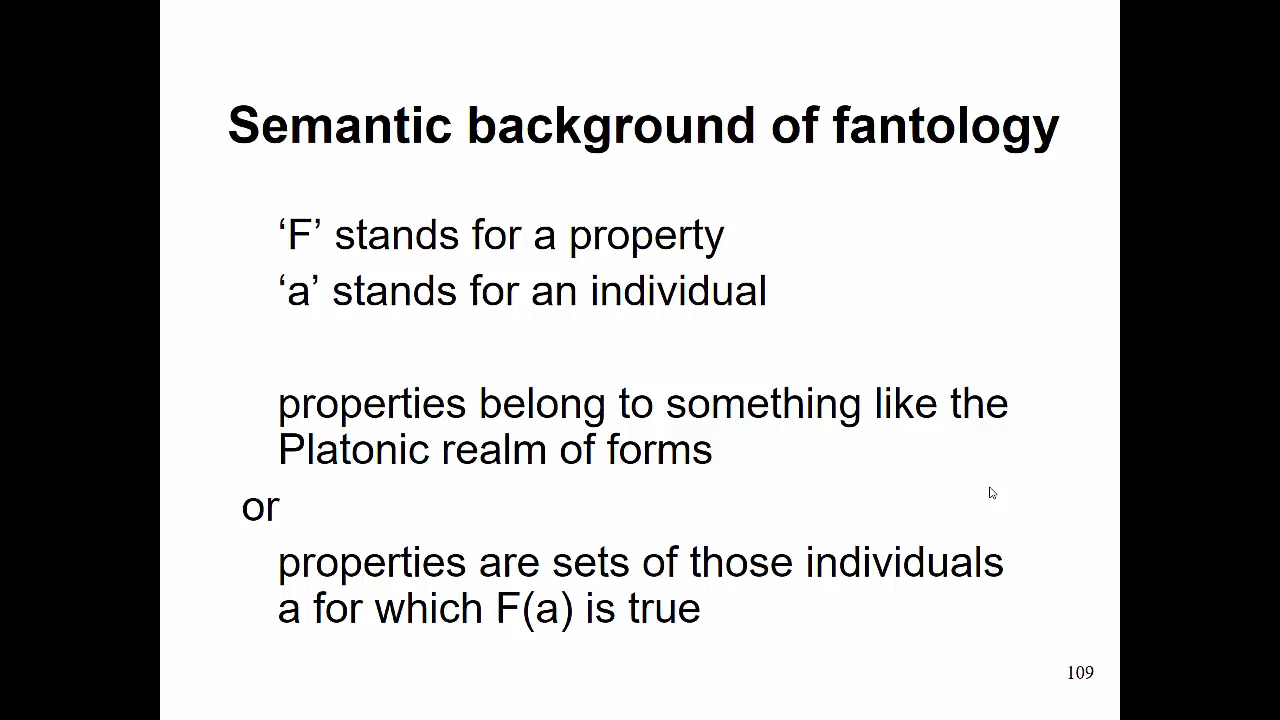 Semantic background of fantology
‘F’ stands for a property
‘a’ stands for an individual
properties belong to something like the
Platonic realm of forms
or
properties are sets of those individuals
a for which F(a) is true
109